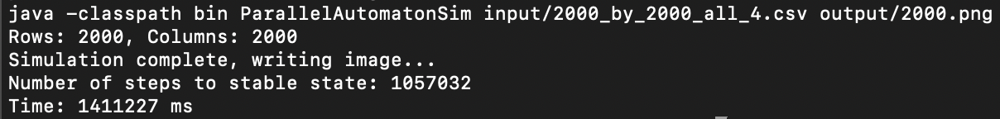 java -classpath bin ParallelAutomatonSim input/2000_by_2000_all_4.csv output/2000.png
Rows: 2000, Columns: 2000
Simulation complete, writing image...
Number of steps to stable state: 1057032
Time: 1411227 ms